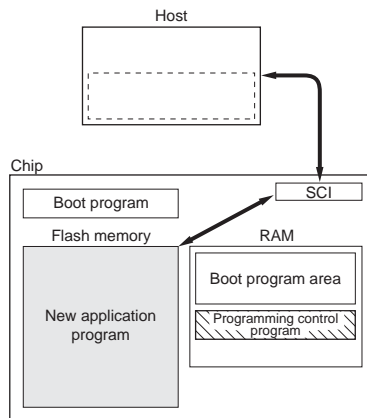 Host
Chip
SCI
Boot program
Flash memory
RAM
Boot program area
New application
program
Programming control
program